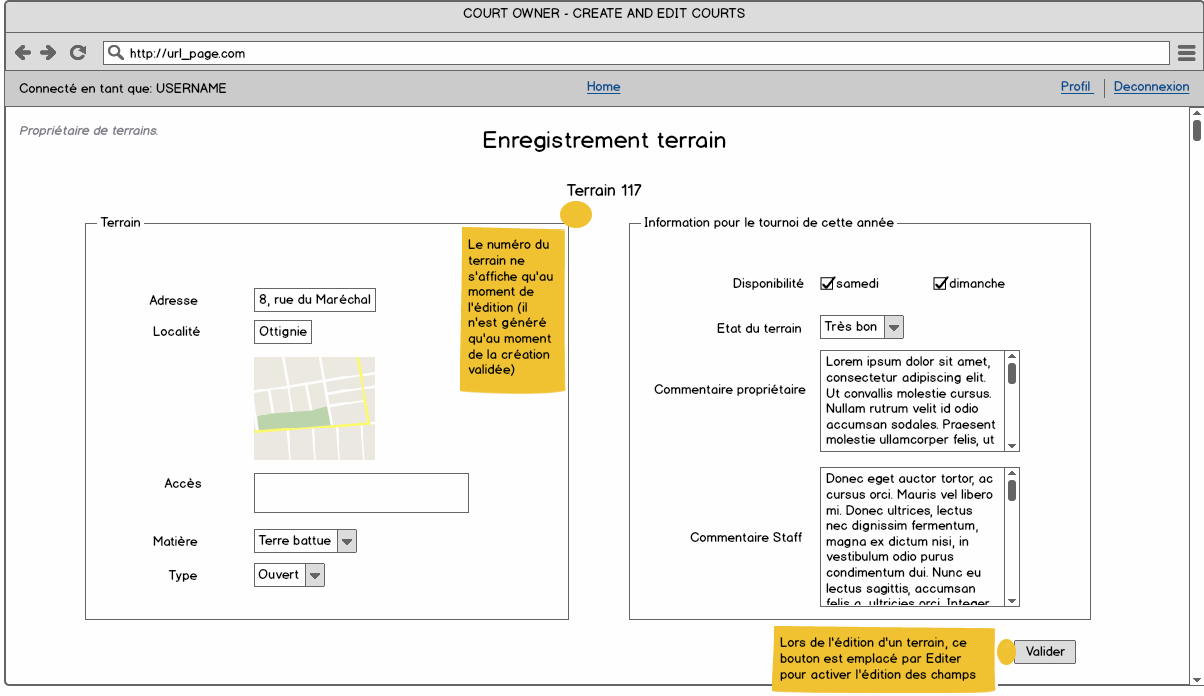 COURT OWNER - CREATE AND EDIT COURTS
http://url_page.com
Connecté en tant que: USERNAME
Home
Profil
Deconnexion
Propriétaire de terrains.
Enregistrement terrain
Terrain 117
Terrain
Le numéro du
terrain ne
s'affiche qu'au
moment de
l'édition (il
n'est généré
qu'au moment
de la création
validée)
Adresse
8, rue du Maréchal
Localité
Ottignie
Accès
Matière
Terre battue
Type
Ouvert
Information pour le tournoi de cette année
Disponibilité
samedi
dimanche
Etat du terrain
Très bon
Commentaire propriétaire
Lorem ipsum dolor sit amet,
consectetur adipiscing elit.
Ut convallis molestie cursus.
Nullam rutrum velit id odio
accumsan sodales. Praesent
molestie ullamcorper felis, ut
Commentaire Staff
Donec eget auctor tortor, ac
cursus orci. Mauris vel libero
mi. Donec ultrices, lectus
nec dignissim fermentum,
magna ex dictum nisi, in
vestibulum odio purus
condimentum dui. Nunc eu
lectus sagittis, accumsan
felis a, ultricies orci. Integer
Lors de l'édition d'un terrain, ce
bouton est emplacé par Editer
pour activer l'édition des champs
Valider